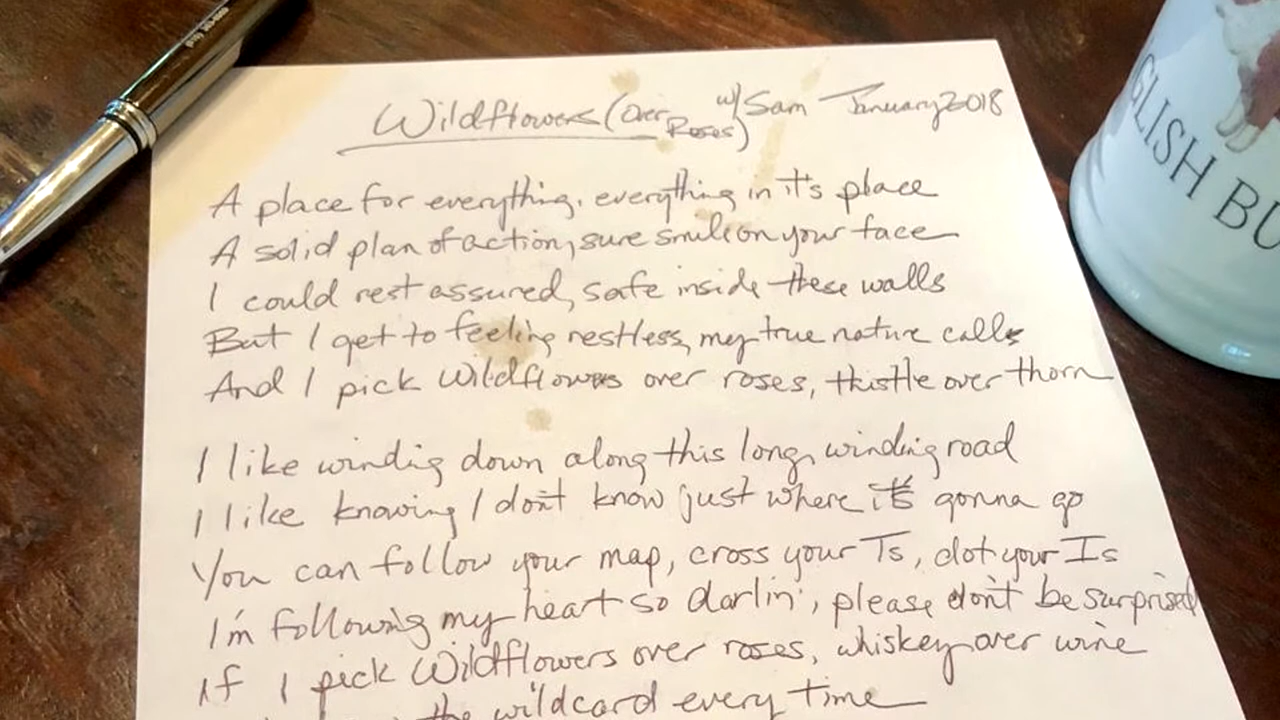 Wildflowers (Over Roses) w/ Sam January 2018
A place for everything, everything in it's place
A solid plan of action, sure smile on your face
I could rest assured, safe inside these walls
But I get to feeling restless, my true nature calls
And I pick Wildflowers over roses, thistle over thorn
I like winding down along this long, winding road
I like knowing I don't know just where it's gonna go
You can follow your map, cross your Ts, dot your Is
I'm following my heart so darlin', please don't be surprised
If I pick Wildflowers over roses, whiskey over wine
the wildcard every time
GLISH BU